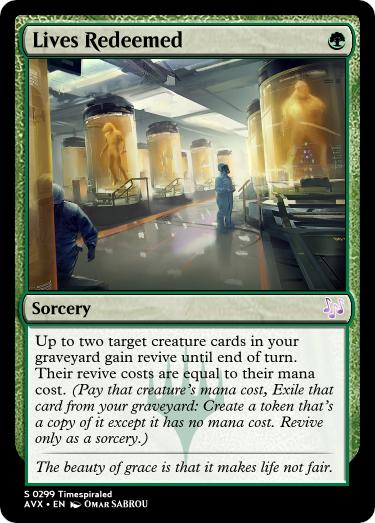 Lives Redeemed
Sorcery
Up to two target creature cards in your
graveyard gain revive until end of turn.
Their revive costs are equal to their mana
cost. (Pay that creature's mana cost, Exile that
card from your graveyard: Create a token that's
a copy of it except it has no mana cost. Revive
only as a sorcery.)
The beauty of grace is that it makes life not fair.
S 0299 Timespiraled
AVX • EN Omar SABROU